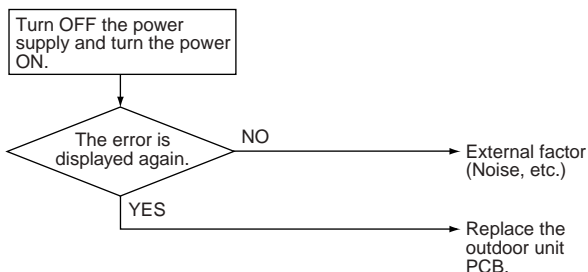 Turn OFF the power
supply and turn the power
ON.
The error is
displayed again.
NO
External factor
(Noise, etc.)
YES
Replace the
outdoor unit
PCB.